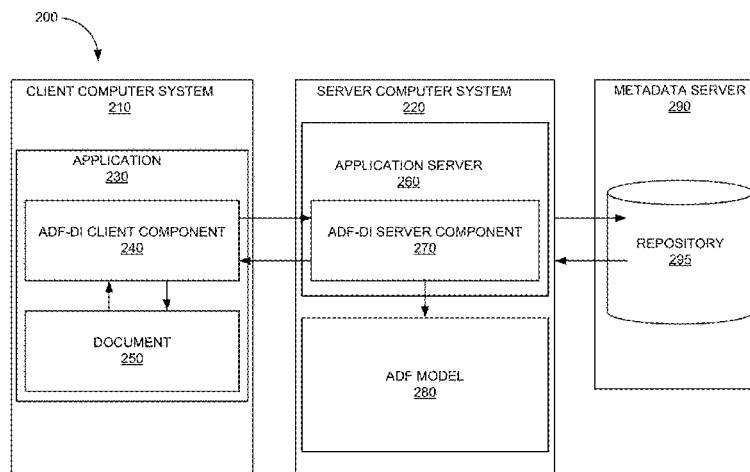 200
CLIENT COMPUTER SYSTEM
210
SERVER COMPUTER SYSTEM
220
METADATA SERVER
290
APPLICATION
230
APPLICATION SERVER
260
ADF-DI CLIENT COMPONENT
240
ADF-DI SERVER COMPONENT
270
REPOSITORY
295
DOCUMENT
250
ADF MODEL
280